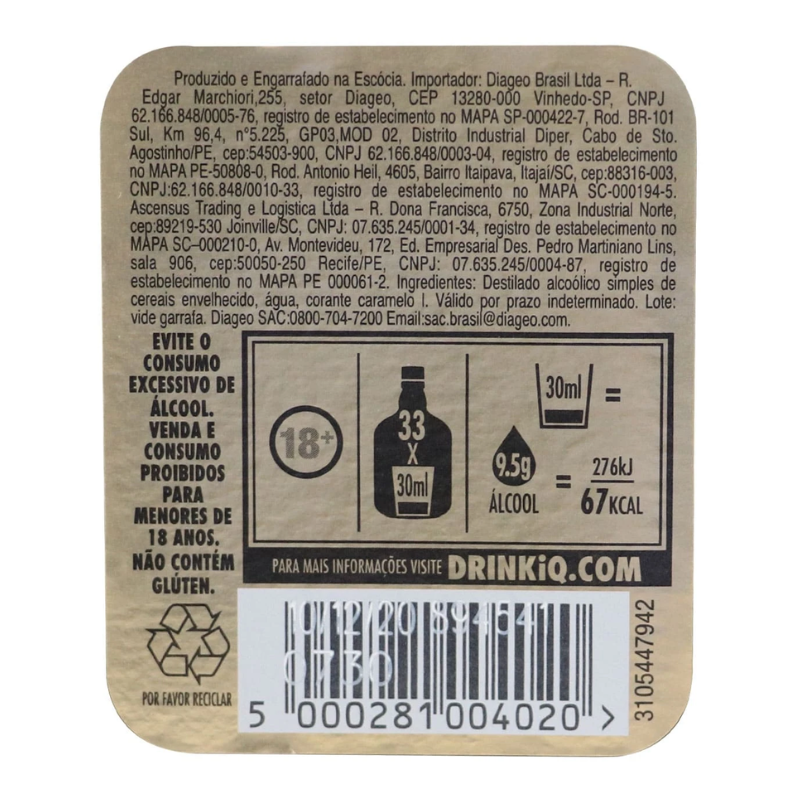 Produzido e Engarrafado na Escócia. Importador: Diageo Brasil Ltda – R.
Edgar Marchiori,255, setor Diageo, CEP 13280-000 Vinhedo-SP, CNPJ
62.166.848/0005-76, registro de estabelecimento no MAPA SP-000422-7, Rod. BR-101
Sul, Km 96,4, n°5.225, GP03,MOD 02, Distrito Industrial Diper, Cabo de Sto.
Agostinho/PE, cep:54503-900, CNPJ 62.166.848/0003-04, registro de estabelecimento
no MAPA PE-50808-0, Rod. Antonio Heil, 4605, Bairro Itaipava, Itajaí/SC, cep:88316-003,
CNPJ:62.166.848/0010-33, registro de estabelecimento no MAPA SC-000194-5.
Ascensus Trading e Logística Ltda – R. Dona Francisca, 6750, Zona Industrial Norte,
cep:89219-530 Joinville/SC, CNPJ: 07.635.245/0001-34, registro de estabelecimento no
MAPA SC–000210-0, Av. Montevideu, 172, Ed. Empresarial Des. Pedro Martiniano Lins,
sala 906, cep:50050-250 Recife/PE, CNPJ: 07.635.245/0004-87, registro de
estabelecimento no MAPA PE 000061-2. Ingredientes: Destilado alcoólico simples de
cereais envelhecido, água, corante caramelo I. Válido por prazo indeterminado. Lote:
vide garrafa. Diageo SAC:0800-704-7200 Email:sac.brasil@diageo.com.
EVITE O
CONSUMO
EXCESSIVO DE
ÁLCOOL.
VENDA E
CONSUMO
PROIBIDOS
PARA
MENORES DE
18 ANOS.
NÃO CONTÉM
GLÚTEN.
18+
33
X
30ml
30ml =
9.5g
ÁLCOOL
= 276kJ
67KCAL
PARA MAIS INFORMAÇÕES VISITE DRINKiQ.COM
POR FAVOR RECICLAR
10/12/20 894541
0730
5 000281 004020 >
3105447942